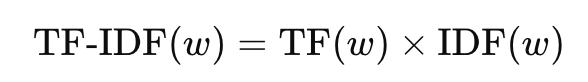 TF-IDF(w) = TF(w) × IDF(w)